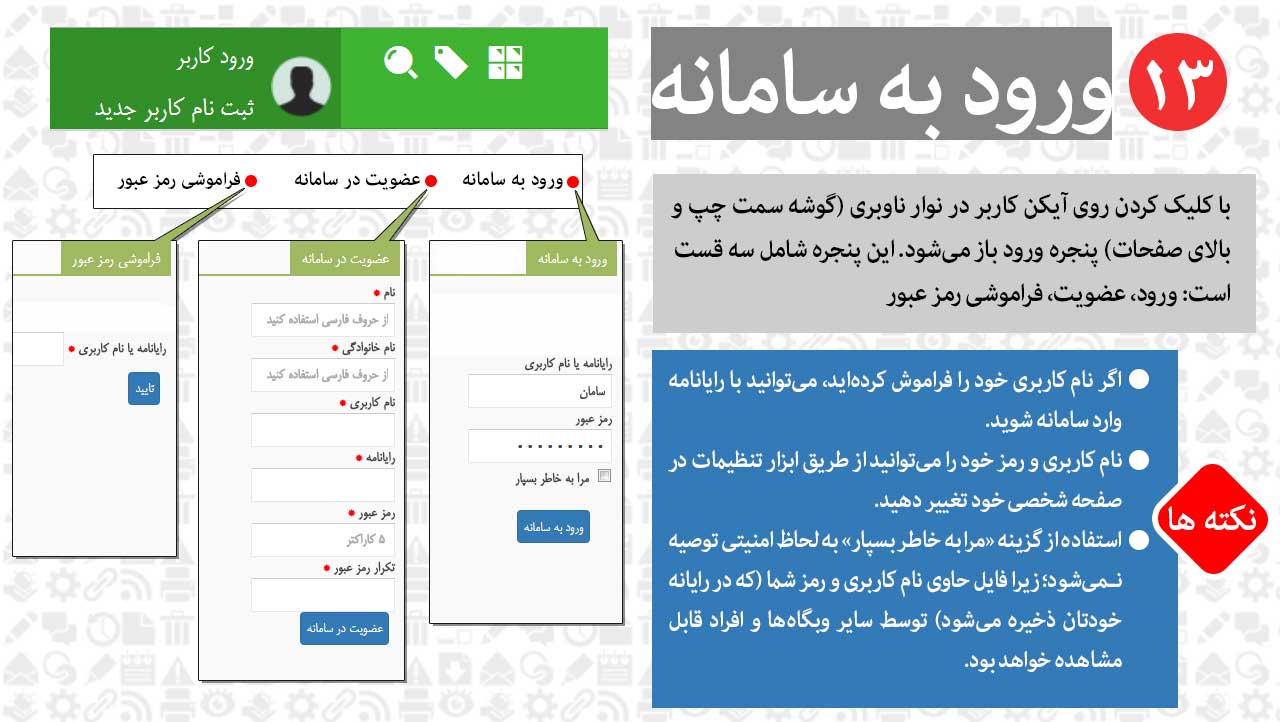 ۱۳
ورود به سامانه
با کلیک کردن روی آیکن کاربر در نوار ناوبری (گوشه سمت چپ و
بالای صفحات) پنجره ورود باز می‌شود. این پنجره شامل سه قست
است: ورود، عضویت، فراموشی رمز عبور
نکته ها
اگر نام کاربری خود را فراموش کرده‌اید، می‌توانید با رایانامه
وارد سامانه شوید.
نام کاربری و رمز خود را می‌توانید از طریق ابزار تنظیمات در
صفحه شخصی خود تغییر دهید.
استفاده از گزینه «مرا به خاطر بسپار» به لحاظ امنیتی توصیه
نـمی‌شود؛ زیرا فایل حاوی نام کاربری و رمز شما (که در رایانه
خودتان ذخیره می‌شود) توسط سایر وبگاه‌ها و افراد قابل
مشاهده خواهد بود.
ورود کاربر
ثبت نام کاربر جدید
ورود به سامانه
عضویت در سامانه
فراموشی رمز عبور
ورود به سامانه
رایانامه یا نام کاربری
سامان
رمز عبور
مرا به خاطر بسپار
ورود به سامانه
عضویت در سامانه
نام *
از حروف فارسی استفاده کنید
نام خانوادگی *
از حروف فارسی استفاده کنید
نام کاربری *
رایانامه *
رمز عبور *
۵ کاراکتر
تکرار رمز عبور *
عضویت در سامانه
فراموشی رمز عبور
رایانامه یا نام کاربری *
تایید